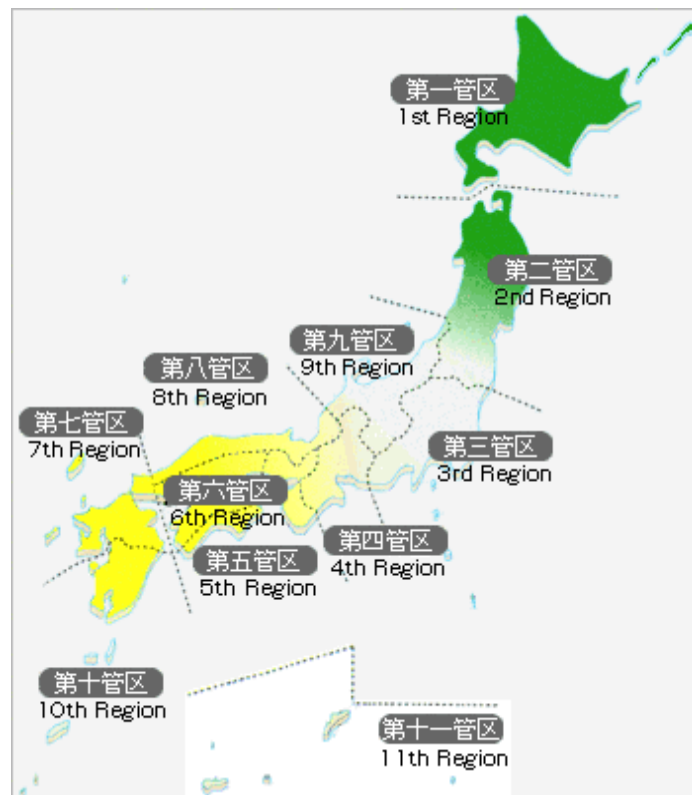 第一管区
1st Region
第二管区
2nd Region
第九管区
9th Region
第八管区
8th Region
第七管区
7th Region
第三管区
3rd Region
第六管区
6th Region
第四管区
4th Region
第五管区
5th Region
第十管区
10th Region
第十一管区
11th Region